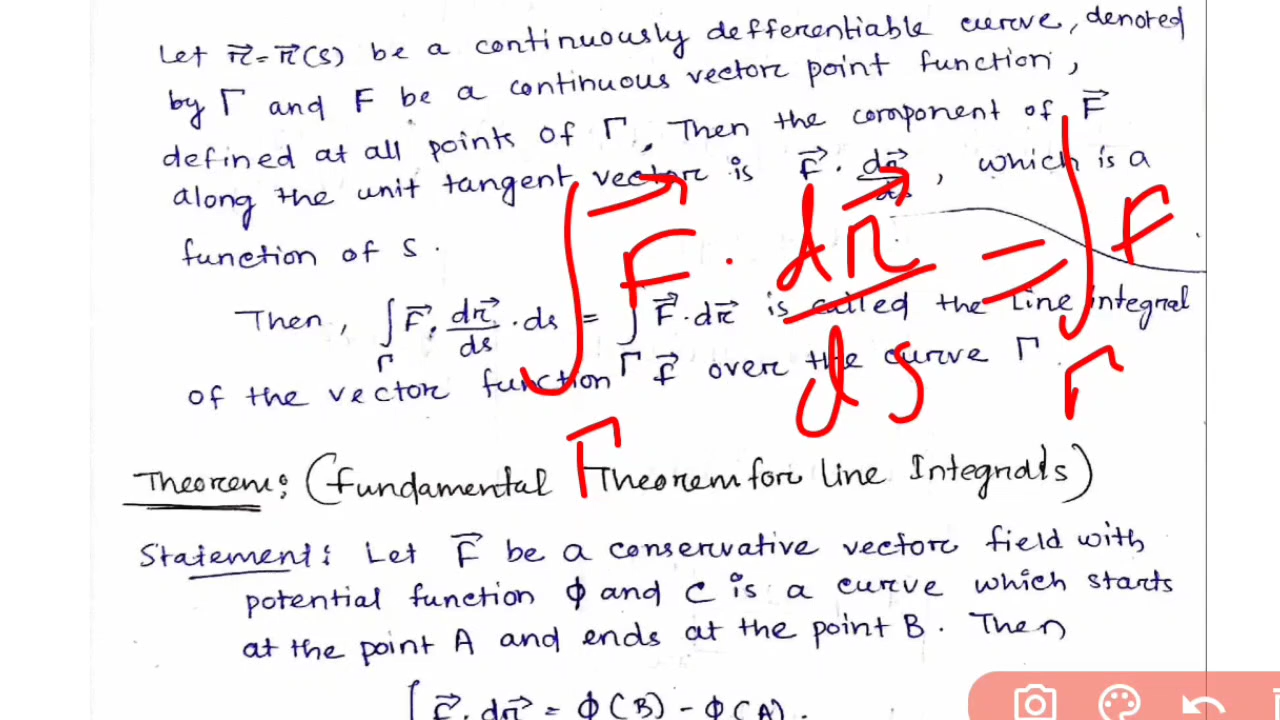 Let r⃗ = r⃗(s) be a continuously defferentiable curve, denoted
by Γ and F be a continuous vector point function,
defined at all points of Γ, Then the component of F⃗
along the unit tangent vector is F⃗ · dr⃗/ds, which is a
function of s.
Then, ∫_Γ F⃗ · dr⃗/ds · ds = ∫_Γ F⃗ · dr⃗ is called the line integral
of the vector function F⃗ over the curve Γ
∫_Γ F⃗ · dr⃗/ds = ∫_Γ F
Theorem: (Fundamental Theorem for Line Integrals)
Statement: Let F⃗ be a conservative vector field with
potential function φ and C is a curve which starts
at the point A and ends at the point B. Then
∫ F⃗ · dr⃗ = φ(B) - φ(A).